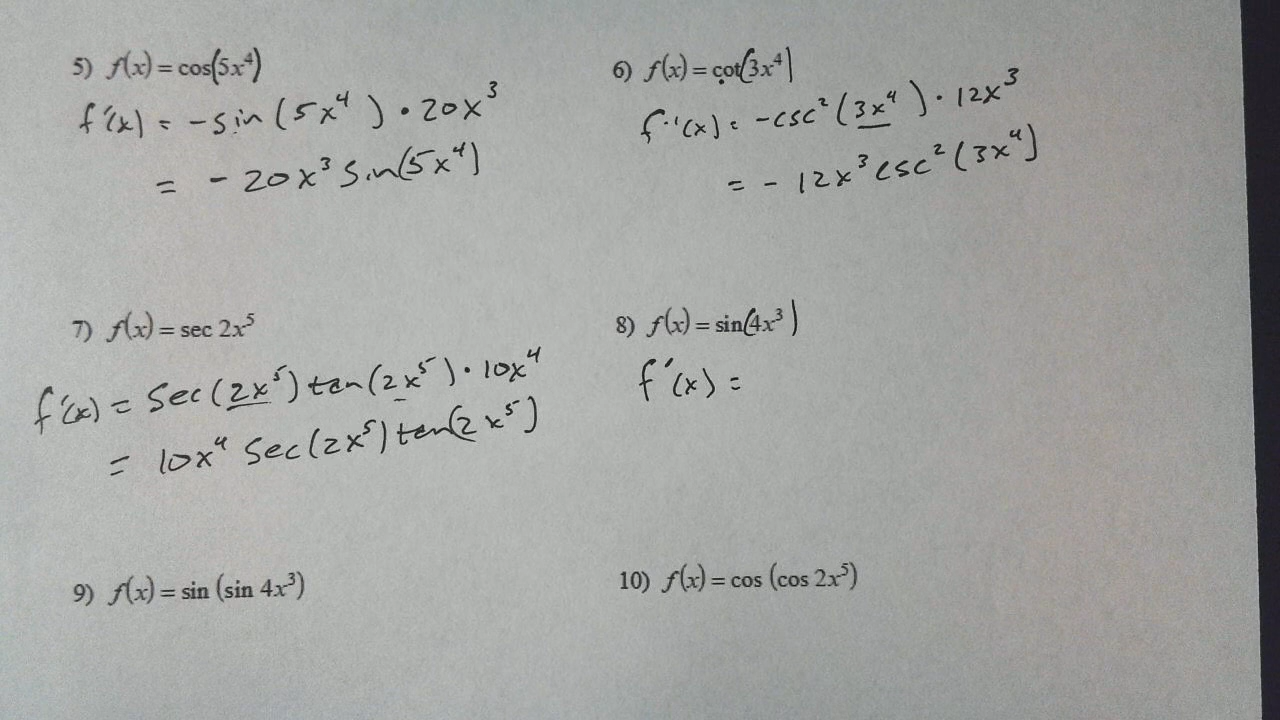 5) f(x) = cos(5x⁴)
f'(x) = -sin(5x⁴) · 20x³
= -20x³ sin(5x⁴)
6) f(x) = cot(3x⁴)
f'(x) = -csc²(3x⁴) · 12x³
= -12x³ csc²(3x⁴)
7) f(x) = sec 2x⁵
f'(x) = sec(2x⁵) tan(2x⁵) · 10x⁴
= 10x⁴ sec(2x⁵) tan(2x⁵)
8) f(x) = sin(4x³)
f'(x) =
9) f(x) = sin (sin 4x³)
10) f(x) = cos (cos 2x⁵)